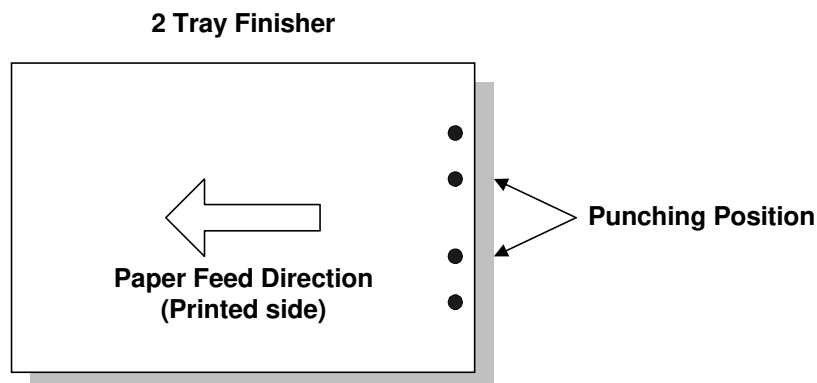 2 Tray Finisher
Punching Position
Paper Feed Direction
(Printed side)